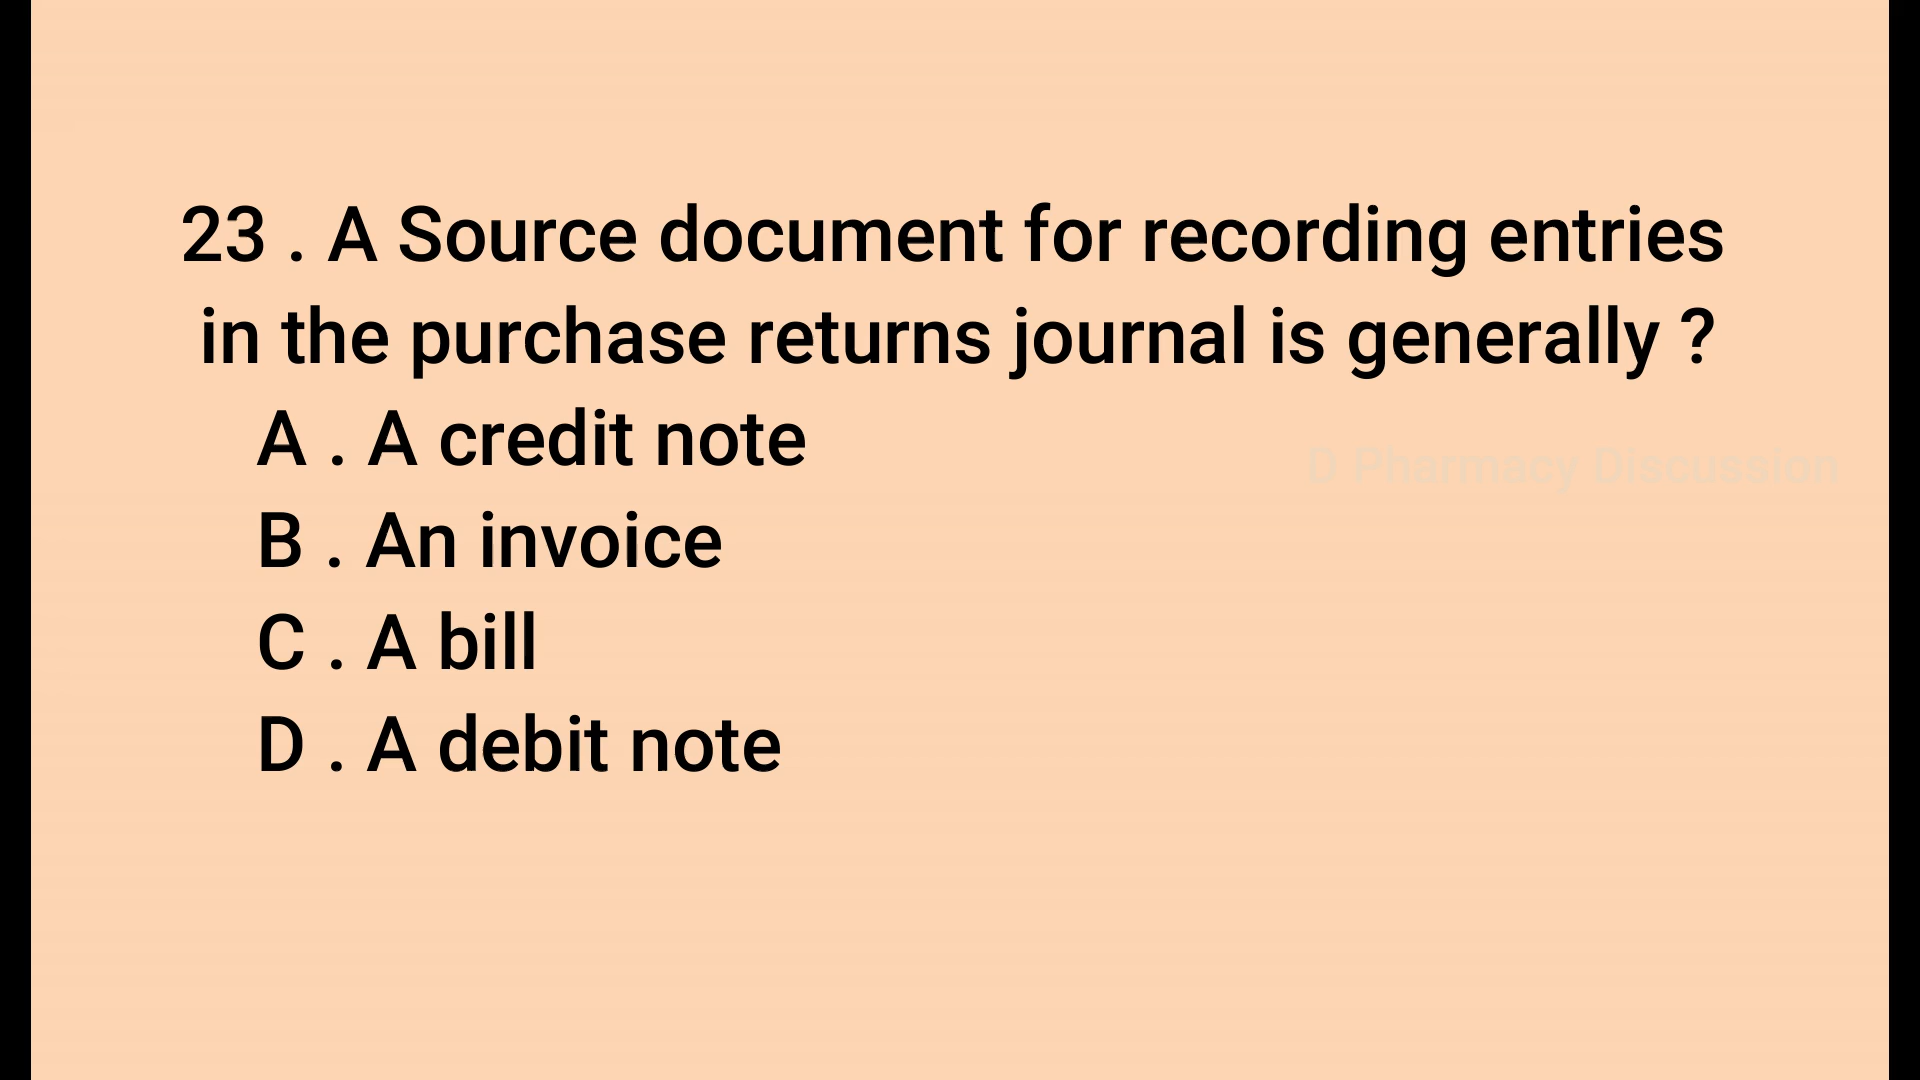 23 . A Source document for recording entries
in the purchase returns journal is generally ?
A . A credit note
D Pharmacy Discussion
B . An invoice
C . A bill
D . A debit note